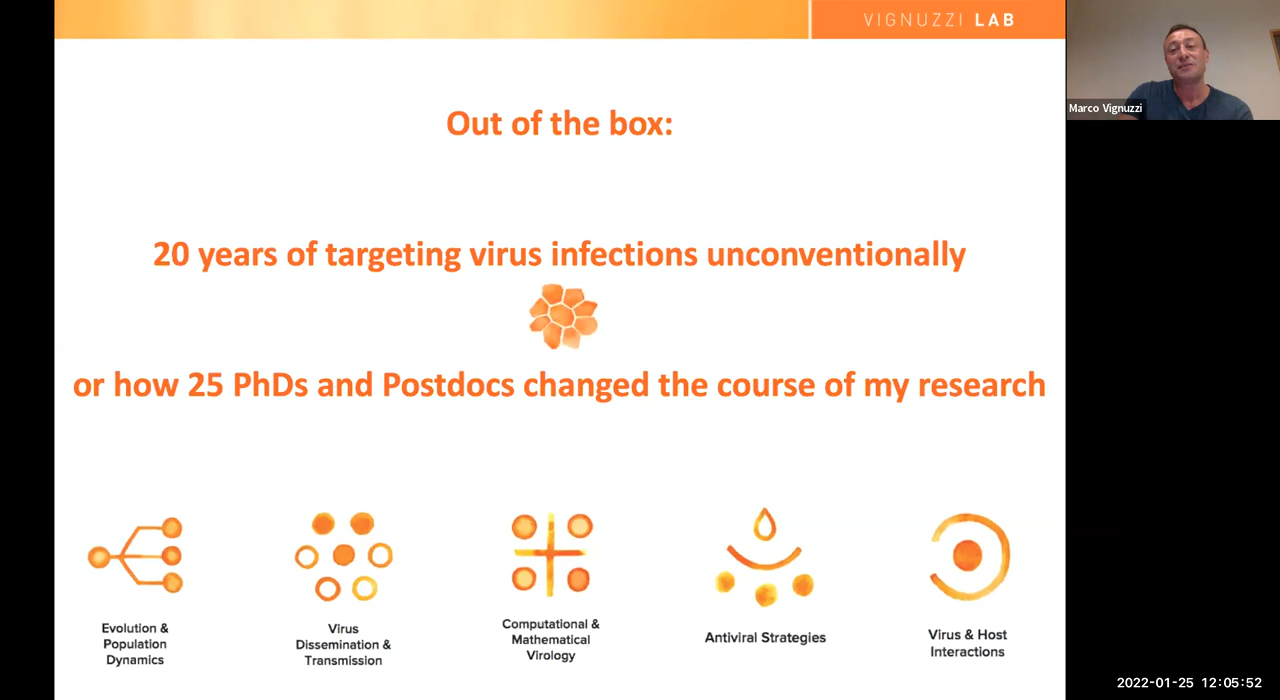 VIGNUZZI LAB
Marco Vignuzzi
Out of the box:
20 years of targeting virus infections unconventionally
or how 25 PhDs and Postdocs changed the course of my research
Evolution &
Population
Dynamics
Virus
Dissemination &
Transmission
Computational &
Mathematical
Virology
Antiviral Strategies
Virus & Host
Interactions
2022-01-25 12:05:52